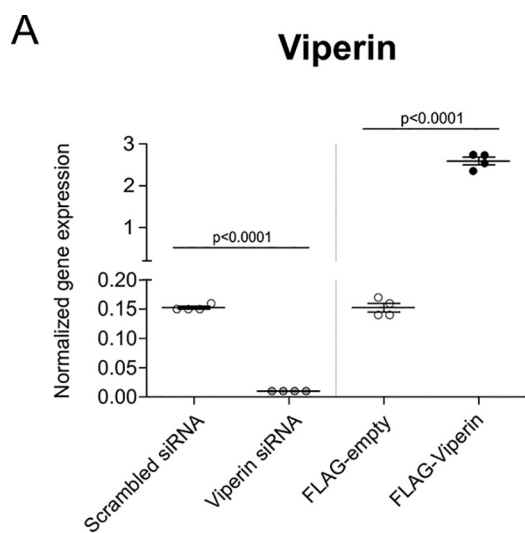 A
Viperin
Normalized gene expression
3
2
1
0.20
0.15
0.10
0.05
0.00
p<0.0001
p<0.0001
Scrambled siRNA
Viperin siRNA
FLAG-empty
FLAG-Viperin